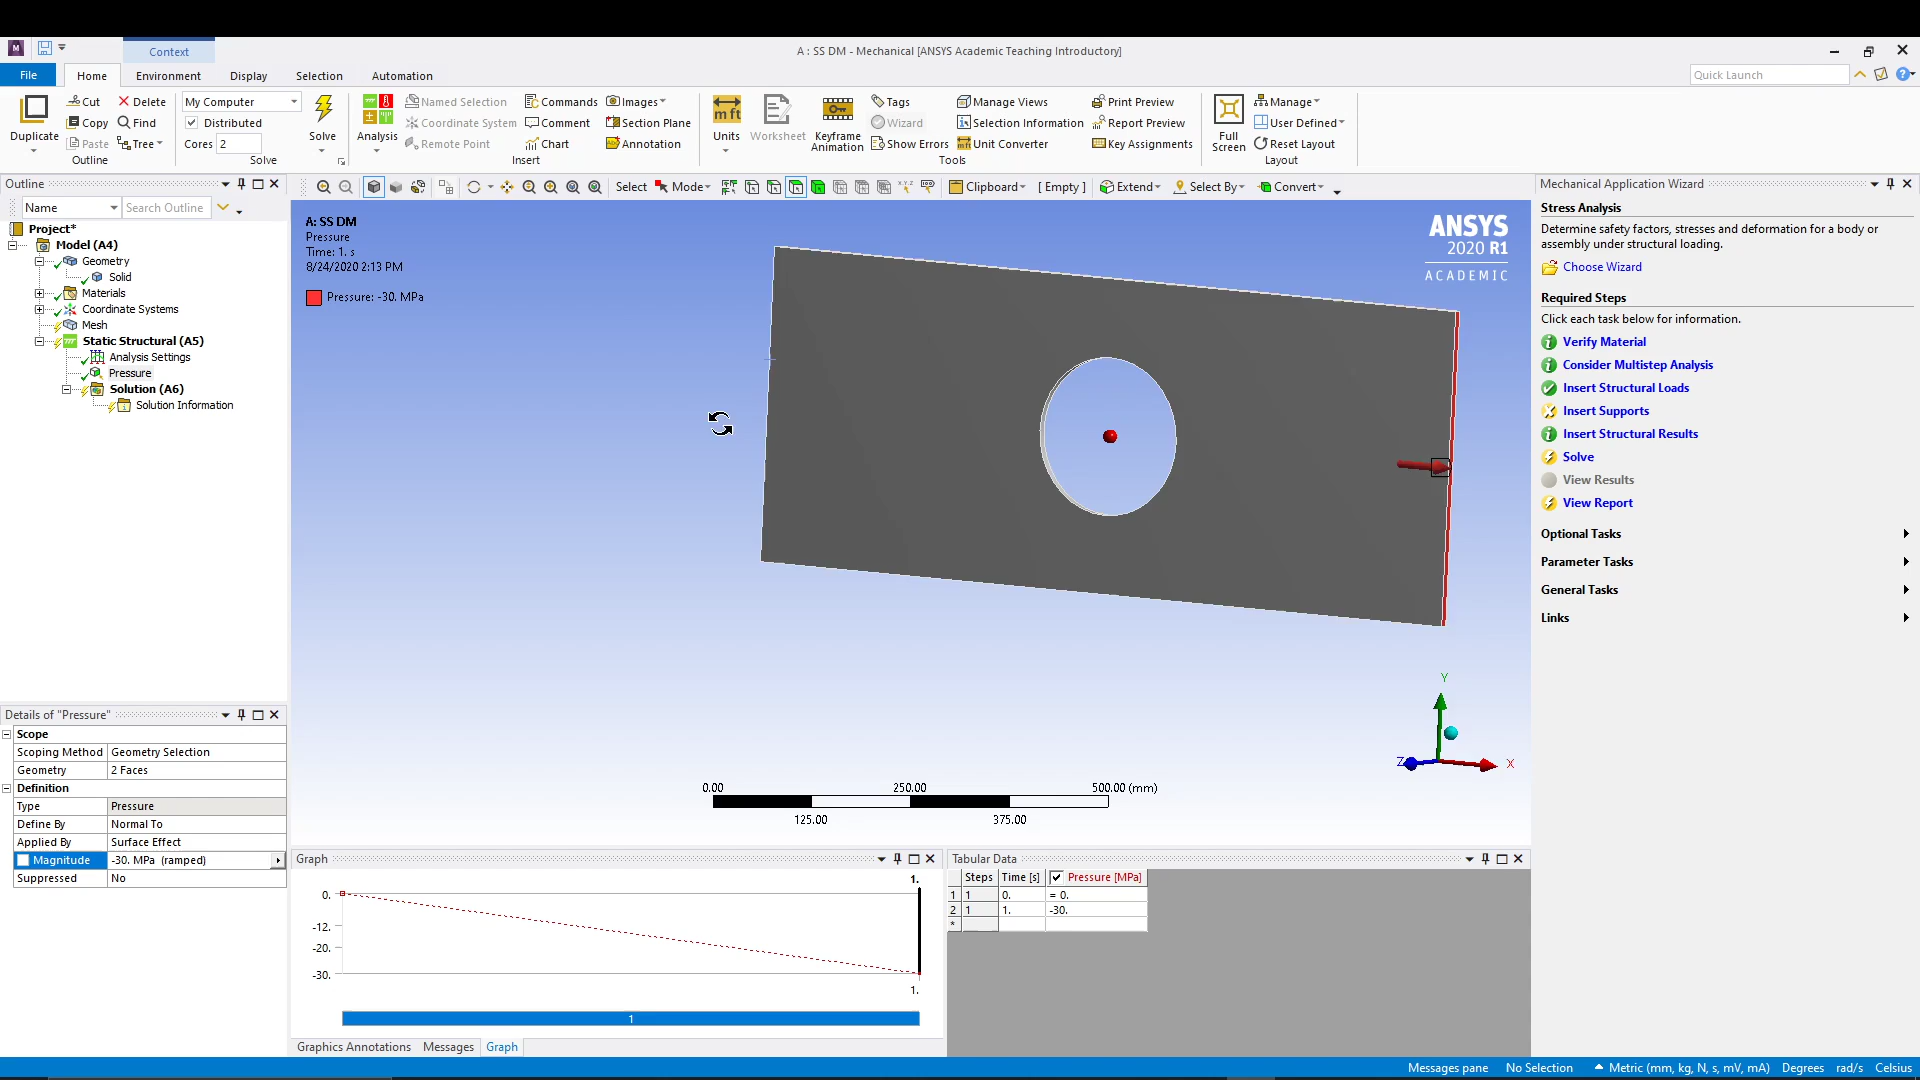 Context
A : SS DM - Mechanical [ANSYS Academic Teaching Introductory]
File
Home
Environment
Display
Selection
Automation
Quick Launch
Duplicate
Cut
Copy
Paste
Delete
Find
Tree
Outline
My Computer
Distributed
Cores 2
Solve
Solve
Analysis
Named Selection
Coordinate System
Remote Point
Commands
Comment
Chart
Images
Section Plane
Annotation
Insert
Units
Worksheet
Keyframe
Animation
Tags
Wizard
Show Errors
Manage Views
Selection Information
Unit Converter
Print Preview
Report Preview
Key Assignments
Tools
Full
Screen
Manage
User Defined
Reset Layout
Layout
Outline
Name
Search Outline
Project*
Model (A4)
Geometry
Solid
Materials
Coordinate Systems
Mesh
Static Structural (A5)
Analysis Settings
Pressure
Solution (A6)
Solution Information
Select
Mode
Clipboard
[ Empty ]
Extend
Select By
Convert
A: SS DM
Pressure
Time: 1. s
8/24/2020 2:13 PM
Pressure: -30. MPa
ANSYS
2020 R1
ACADEMIC
Y
Z
X
0.00 250.00 500.00 (mm)
125.00 375.00
Mechanical Application Wizard
Stress Analysis
Determine safety factors, stresses and deformation for a body or
assembly under structural loading.
Choose Wizard
Required Steps
Click each task below for information.
Verify Material
Consider Multistep Analysis
Insert Structural Loads
Insert Supports
Insert Structural Results
Solve
View Results
View Report
Optional Tasks
Parameter Tasks
General Tasks
Links
Details of "Pressure"
Scope
Scoping Method Geometry Selection
Geometry 2 Faces
Definition
Type Pressure
Define By Normal To
Applied By Surface Effect
Magnitude -30. MPa (ramped)
Suppressed No
Graph
1.
0.
-12.
-20.
-30.
1.
1
Graphics Annotations Messages Graph
Tabular Data
Steps Time [s] Pressure [MPa]
1 1 0. = 0.
2 1 1. -30.
*
Messages pane No Selection Metric (mm, kg, N, s, mV, mA) Degrees rad/s Celsius